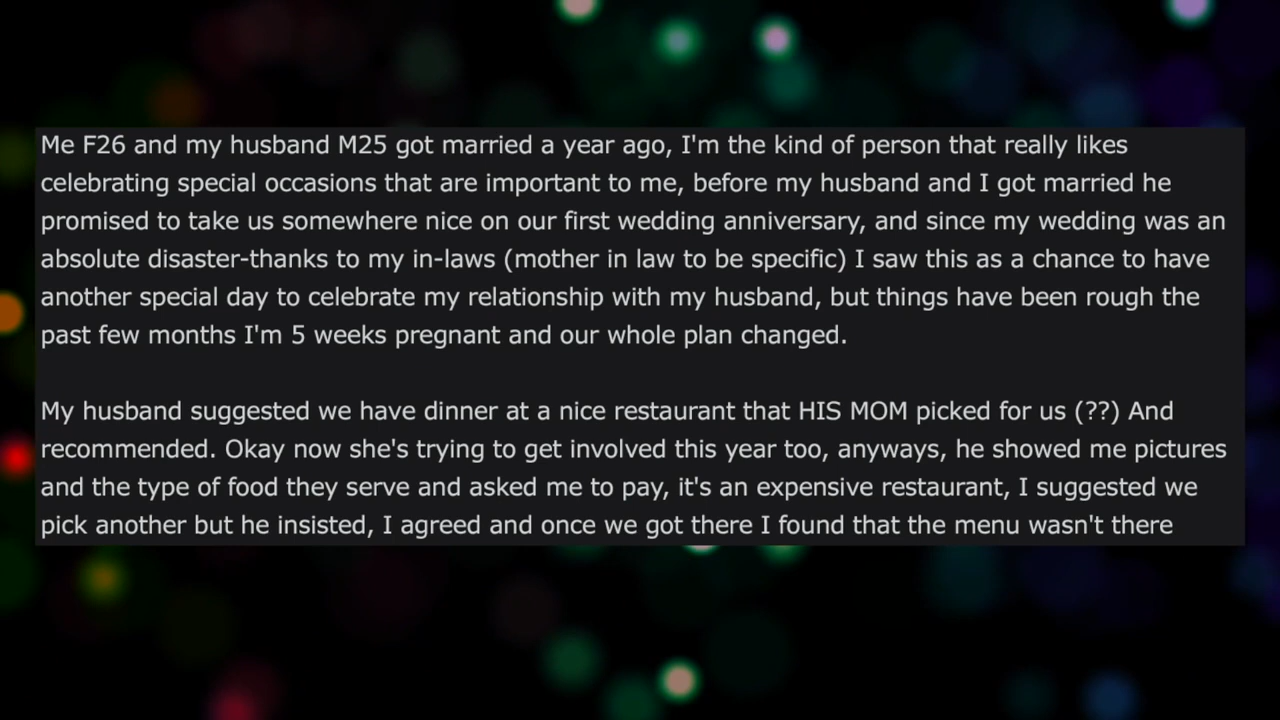 Me F26 and my husband M25 got married a year ago, I'm the kind of person that really likes
celebrating special occasions that are important to me, before my husband and I got married he
promised to take us somewhere nice on our first wedding anniversary, and since my wedding was an
absolute disaster-thanks to my in-laws (mother in law to be specific) I saw this as a chance to have
another special day to celebrate my relationship with my husband, but things have been rough the
past few months I'm 5 weeks pregnant and our whole plan changed.
My husband suggested we have dinner at a nice restaurant that HIS MOM picked for us (??) And
recommended. Okay now she's trying to get involved this year too, anyways, he showed me pictures
and the type of food they serve and asked me to pay, it's an expensive restaurant, I suggested we
pick another but he insisted, I agreed and once we got there I found that the menu wasn't there